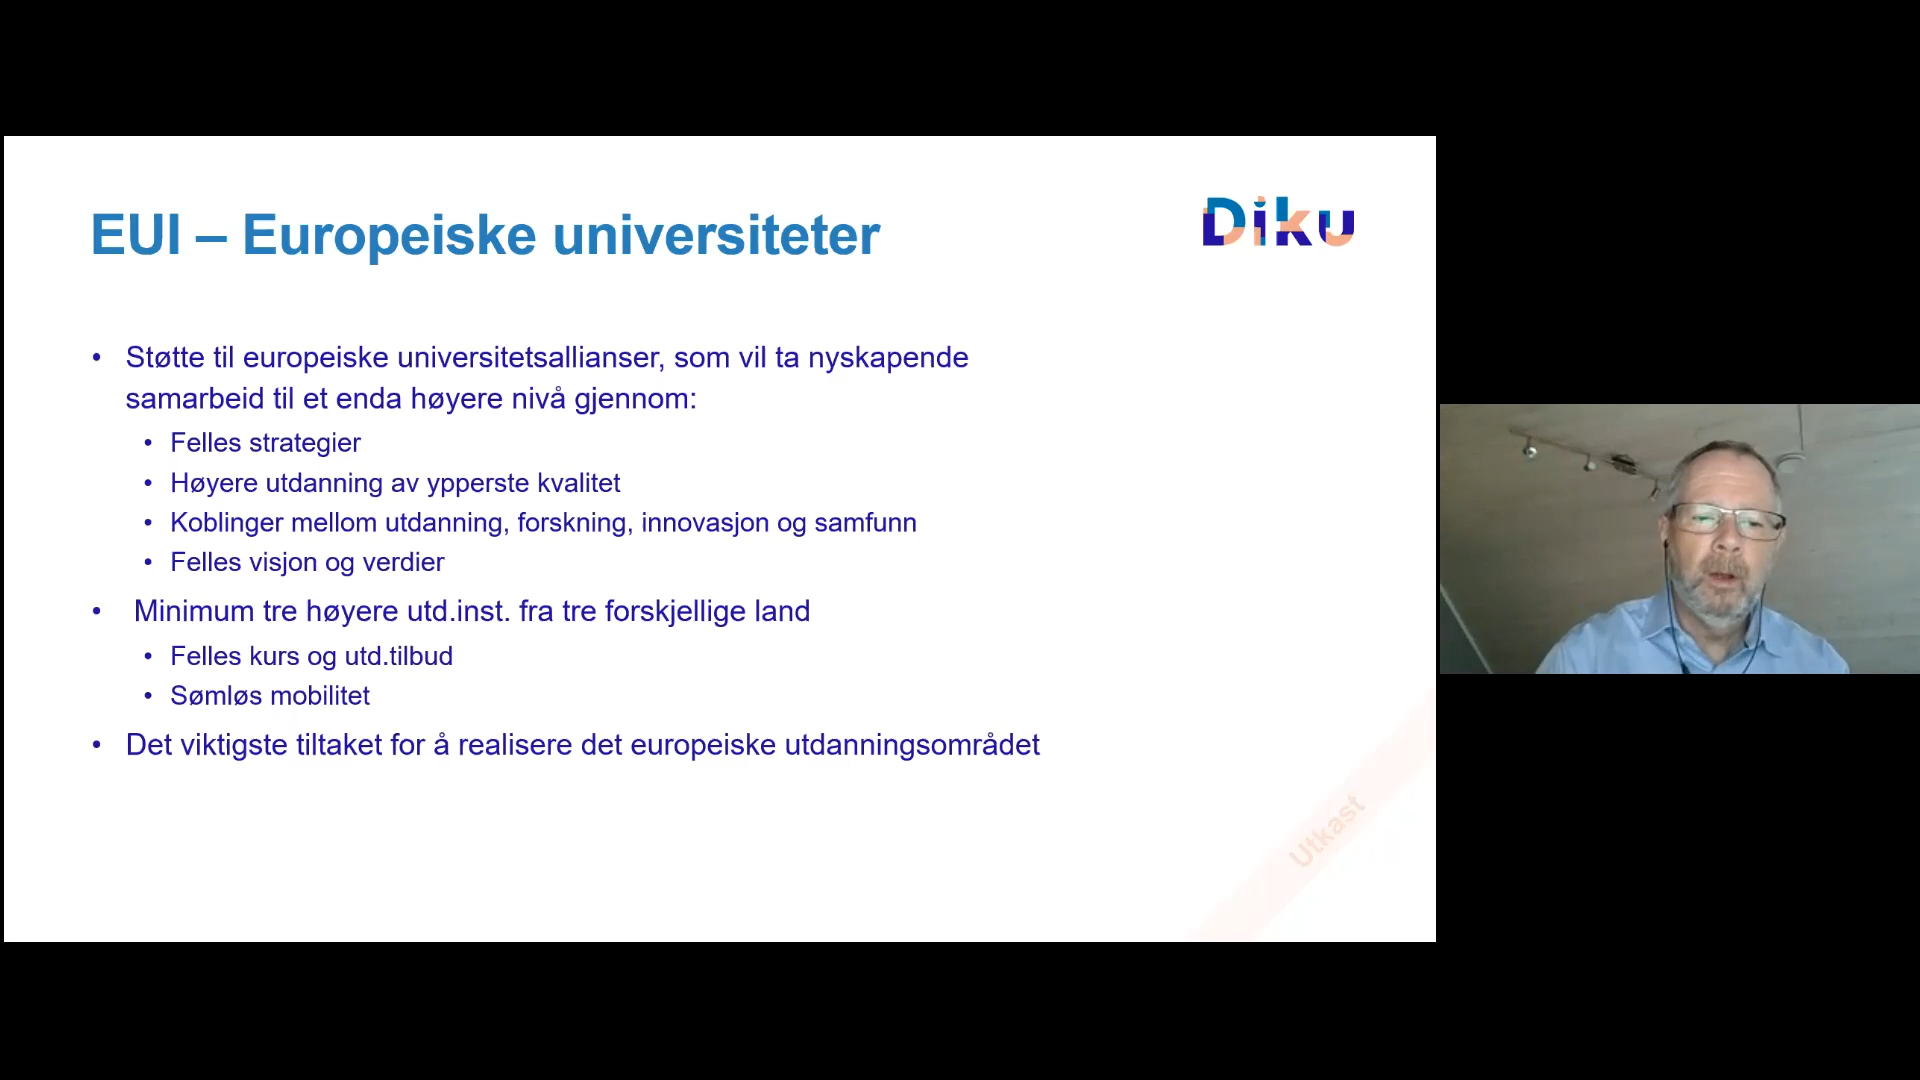 EUI – Europeiske universiteter
Diku
• Støtte til europeiske universitetsallianser, som vil ta nyskapende
samarbeid til et enda høyere nivå gjennom:
• Felles strategier
• Høyere utdanning av ypperste kvalitet
• Koblinger mellom utdanning, forskning, innovasjon og samfunn
• Felles visjon og verdier
• Minimum tre høyere utd.inst. fra tre forskjellige land
• Felles kurs og utd.tilbud
• Sømløs mobilitet
• Det viktigste tiltaket for å realisere det europeiske utdanningsområdet
Utkast